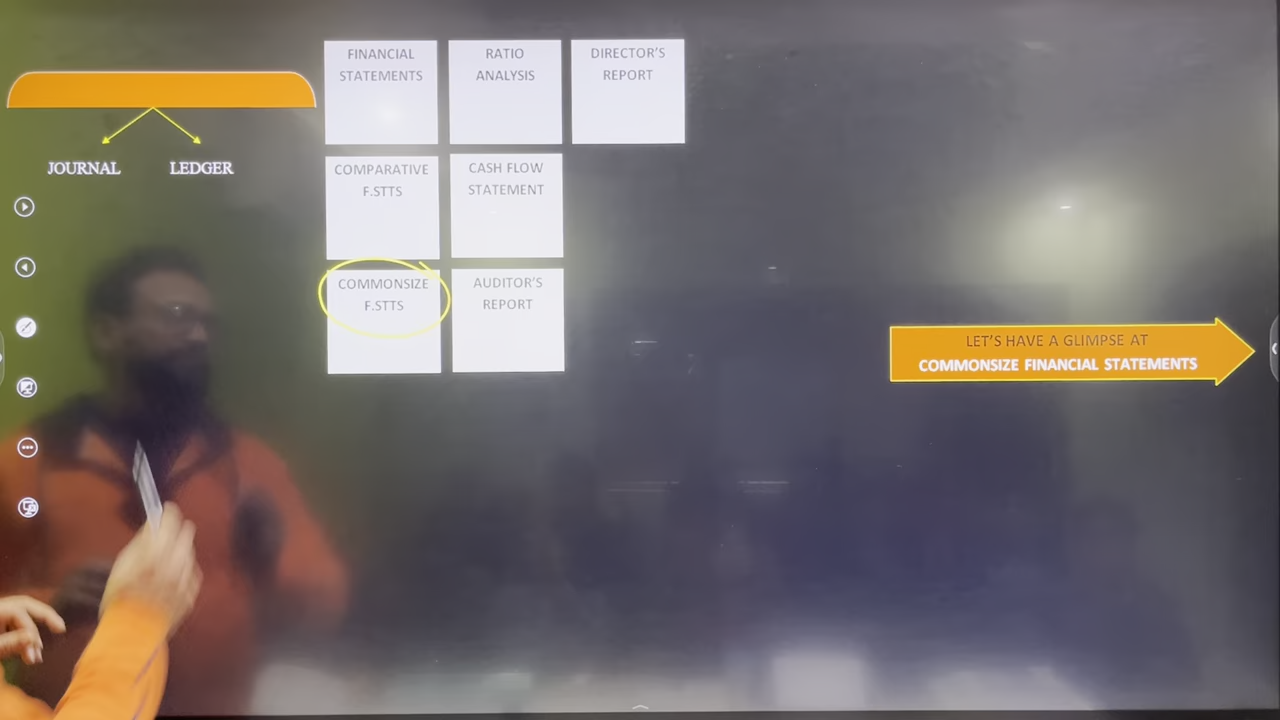 JOURNAL
LEDGER
FINANCIAL
STATEMENTS
RATIO
ANALYSIS
DIRECTOR'S
REPORT
COMPARATIVE
F.STTS
CASH FLOW
STATEMENT
COMMONSIZE
F.STTS
AUDITOR'S
REPORT
LET'S HAVE A GLIMPSE AT
COMMONSIZE FINANCIAL STATEMENTS